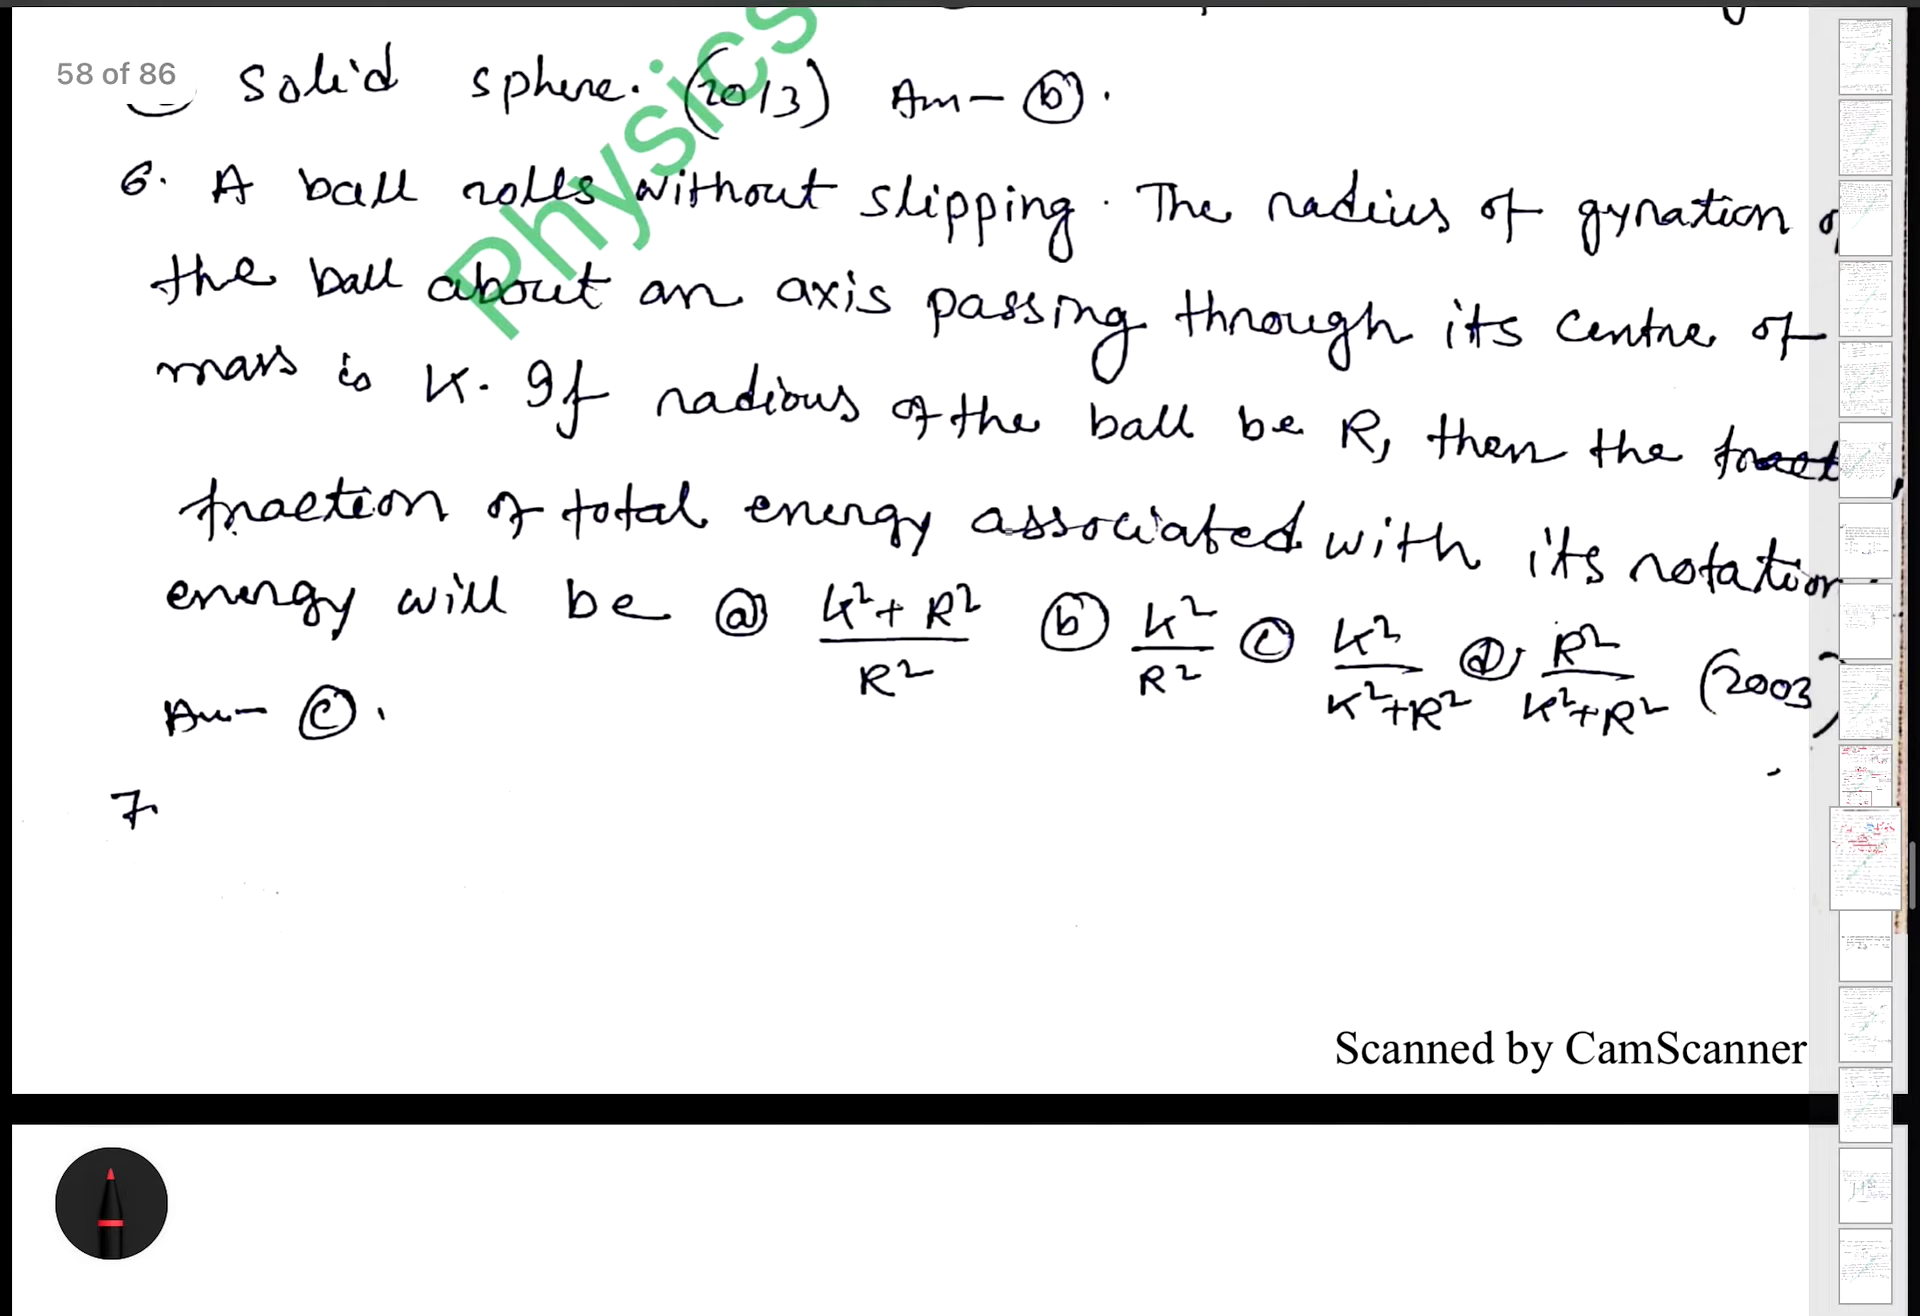 58 of 86
solid sphere. (2013) Ans - (b).
Physics
6. A ball rolls without slipping. The radius of gyration
the ball about an axis passing through its centre of
mass is K. If radious of the ball be R, then the
fraction of total energy associated with its rotation
energy will be (a) K²+R²/R² (b) K²/R² (c) K²/K²+R² (d) R²/K²+R² (2003)
Ans - (c).
7
Scanned by CamScanner